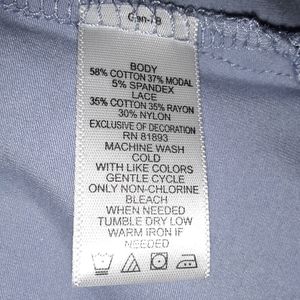 BODY
58% COTTON 37% MODAL
5% SPANDEX
LACE
35% COTTON 35% RAYON
30% NYLON
EXCLUSIVE OF DECORATION
RN 81893
MACHINE WASH
COLD
WITH LIKE COLORS
GENTLE CYCLE
ONLY NON-CHLORINE
BLEACH
WHEN NEEDED
TUMBLE DRY LOW
WARM IRON IF
NEEDED